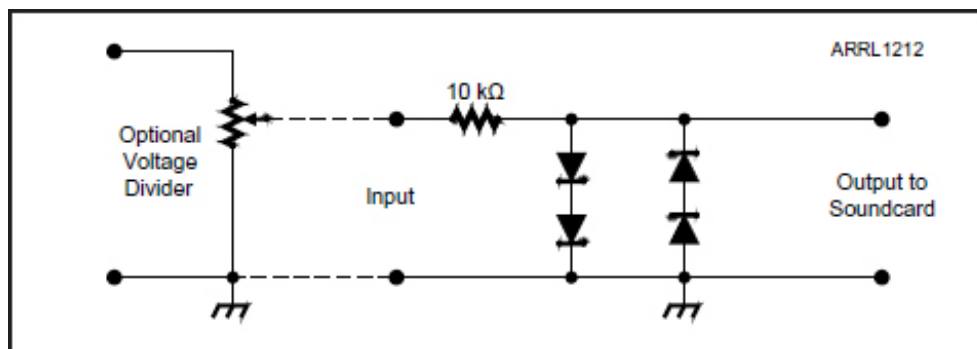 ARRL1212
10 kΩ
Optional
Voltage
Divider
Input
Output to
Soundcard